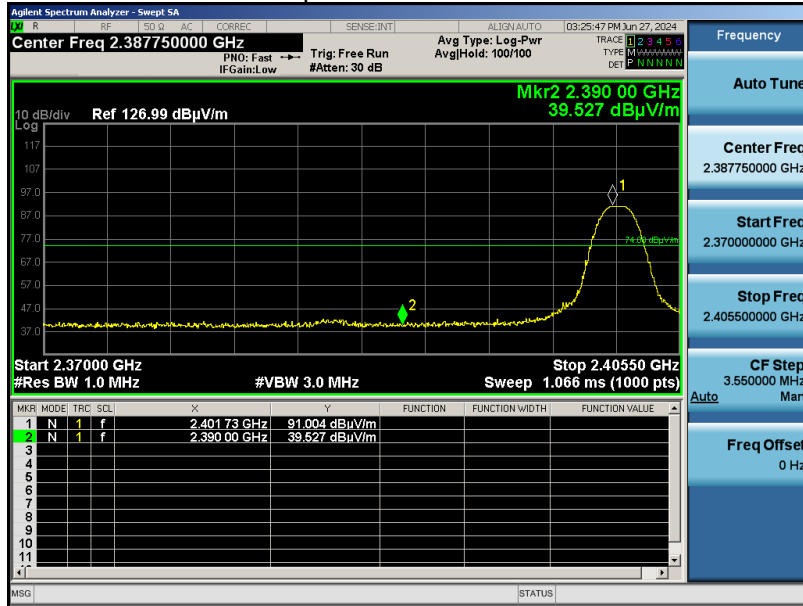 Agilent Spectrum Analyzer - Swept SA
LXI R RF 50 Ω AC CORREC SENSE:INT ALIGN AUTO 03:25:47 PM Jun 27, 2024
Center Freq 2.387750000 GHz
PNO: Fast
IFGain:Low
Trig: Free Run
#Atten: 30 dB
Avg Type: Log-Pwr
Avg|Hold: 100/100
TRACE 1 2 3 4 5 6
TYPE M
DET P N N N N N
Mkr2 2.390 00 GHz
39.527 dBµV/m
10 dB/div Ref 126.99 dBµV/m
Log
117
107
97.0
87.0
77.0
67.0
57.0
47.0
37.0
1
74.00 dBµV/m
2
Start 2.37000 GHz Stop 2.40550 GHz
#Res BW 1.0 MHz #VBW 3.0 MHz Sweep 1.066 ms (1000 pts)
MKR MODE TRC SCL X Y FUNCTION FUNCTION WIDTH FUNCTION VALUE
1 N 1 f 2.401 73 GHz 91.004 dBµV/m
2 N 1 f 2.390 00 GHz 39.527 dBµV/m
3
4
5
6
7
8
9
10
11
MSG STATUS
Frequency
Auto Tune
Center Freq
2.387750000 GHz
Start Freq
2.370000000 GHz
Stop Freq
2.405500000 GHz
CF Step
3.550000 MHz
Auto Man
Freq Offset
0 Hz